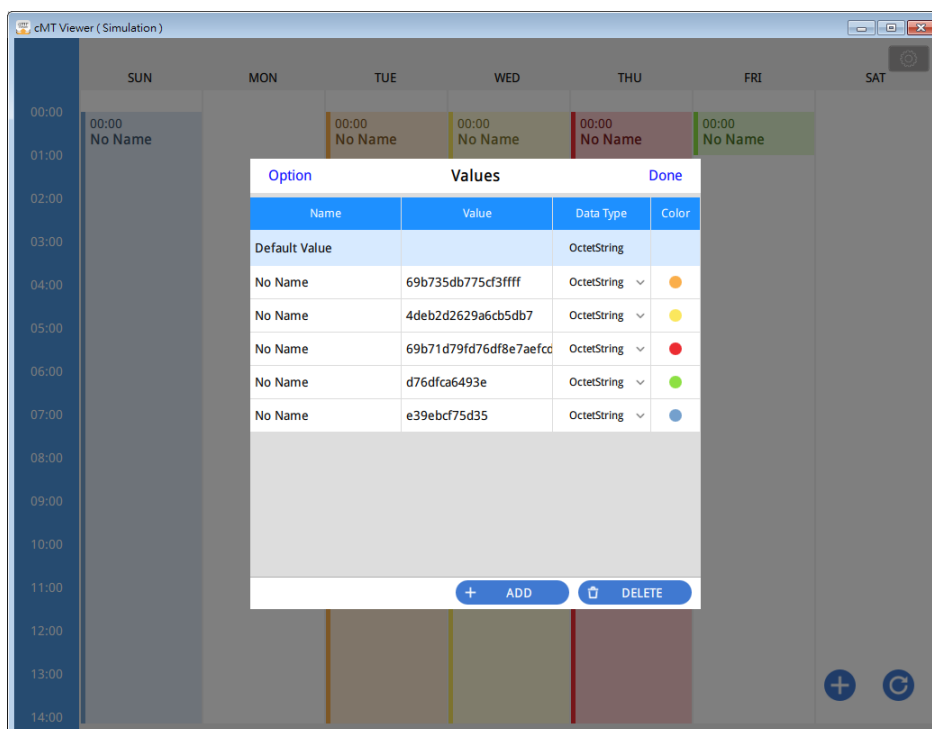 cMT Viewer ( Simulation )
SUN MON TUE WED THU FRI SAT
00:00
01:00
02:00
03:00
04:00
05:00
06:00
07:00
08:00
09:00
10:00
11:00
12:00
13:00
14:00
00:00
No Name
00:00
No Name
00:00
No Name
00:00
No Name
00:00
No Name
Option Values Done
Name Value Data Type Color
Default Value OctetString
No Name 69b735db775cf3ffff OctetString
No Name 4deb2d2629a6cb5db7 OctetString
No Name 69b71d79fd76df8e7aefcd OctetString
No Name d76dfca6493e OctetString
No Name e39ebcf75d35 OctetString
+ ADD DELETE